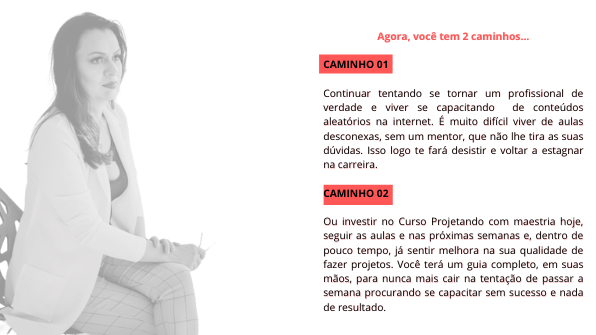 Agora, você tem 2 caminhos...
CAMINHO 01
Continuar tentando se tornar um profissional de
verdade e viver se capacitando de conteúdos
aleatórios na internet. É muito difícil viver de aulas
desconexas, sem um mentor, que não lhe tira as suas
dúvidas. Isso logo te fará desistir e voltar a estagnar
na carreira.
CAMINHO 02
Ou investir no Curso Projetando com maestria hoje,
seguir as aulas e nas próximas semanas e, dentro de
pouco tempo, já sentir melhora na sua qualidade de
fazer projetos. Você terá um guia completo, em suas
mãos, para nunca mais cair na tentação de passar a
semana procurando se capacitar sem sucesso e nada
de resultado.